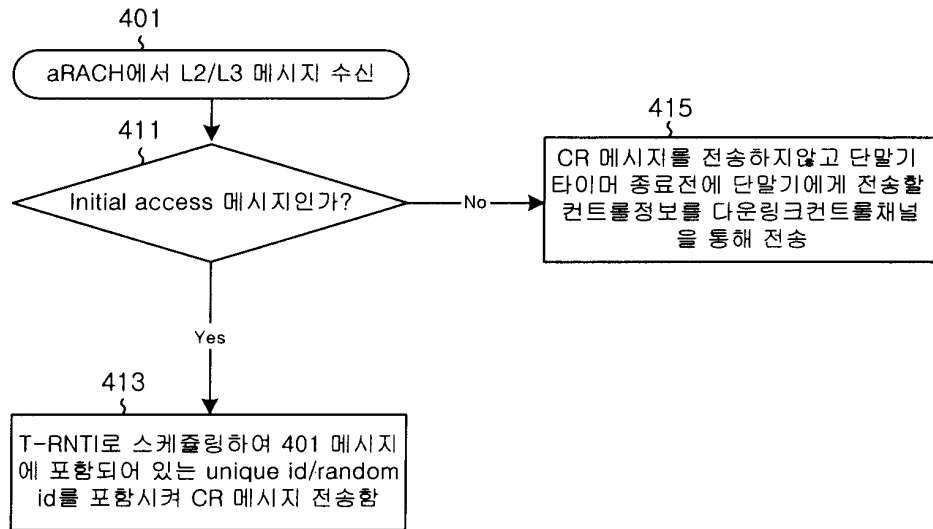 401
aRACH에서 L2/L3 메시지 수신
411
Initial access 메시지인가?
No
415
CR 메시지를 전송하지않고 단말기
타이머 종료전에 단말기에게 전송할
컨트롤정보를 다운링크컨트롤채널
을 통해 전송
Yes
413
T-RNTI로 스케쥴링하여 401 메시지
에 포함되어 있는 unique id/random
id를 포함시켜 CR 메시지 전송함